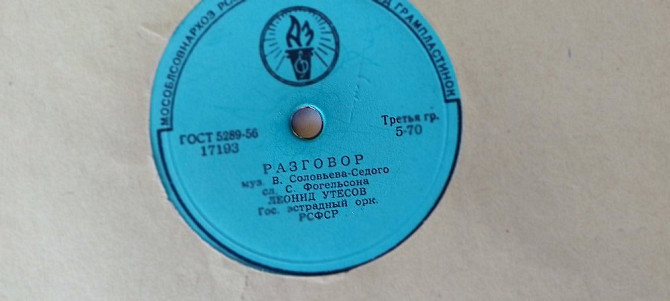 МОСОБЛСОВНАРХОЗ
ГРАМПЛАСТИНОК
ГОСТ 5289-56
17193
Третья гр.
5-70
РАЗГОВОР
муз. В. Соловьева-Седого
сл. С. Фогельсона
ЛЕОНИД УТЕСОВ
Гос. эстрадный орк.
РСФСР